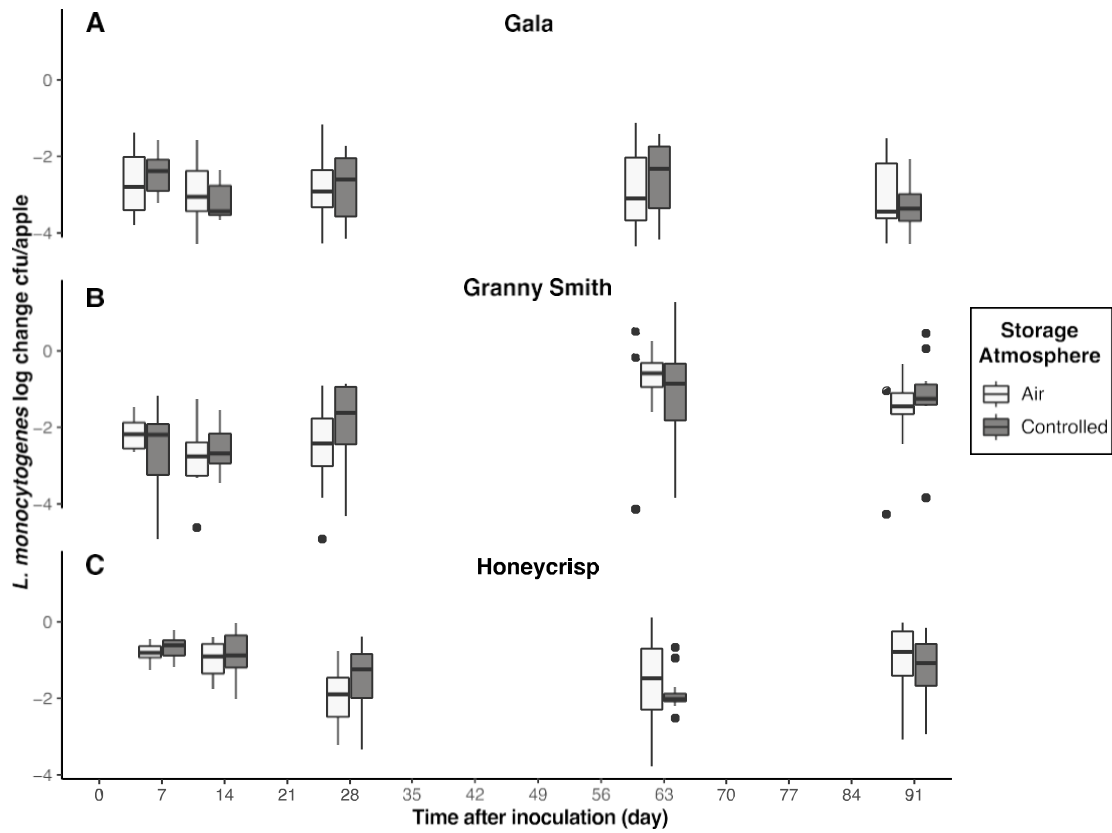 A
Gala
0
−2
−4
L. monocytogenes log change cfu/apple
B
Granny Smith
0
−2
−4
Storage
Atmosphere
Air
Controlled
C
Honeycrisp
0
−2
−4
0 7 14 21 28 35 42 49 56 63 70 77 84 91
Time after inoculation (day)